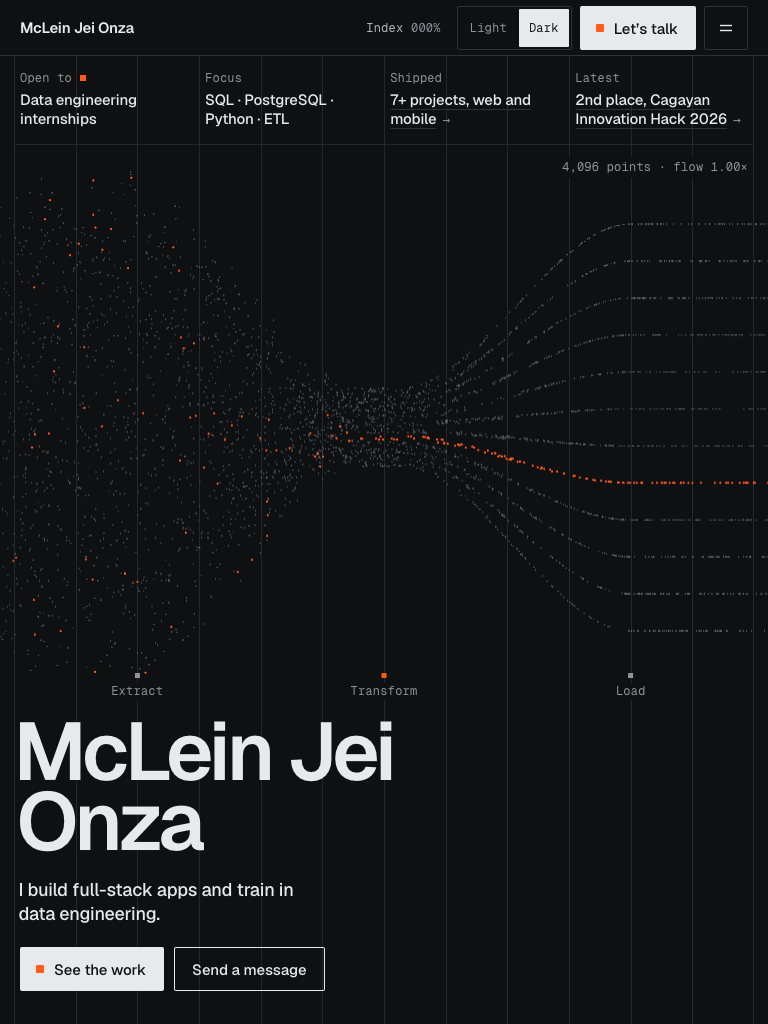 McLein Jei Onza
Index 000%
Light
Dark
Let's talk
Open to
Data engineering
internships
Focus
SQL · PostgreSQL ·
Python · ETL
Shipped
7+ projects, web and
mobile →
Latest
2nd place, Cagayan
Innovation Hack 2026 →
4,096 points · flow 1.00×
Extract
Transform
Load
McLein Jei
Onza
I build full-stack apps and train in
data engineering.
See the work
Send a message